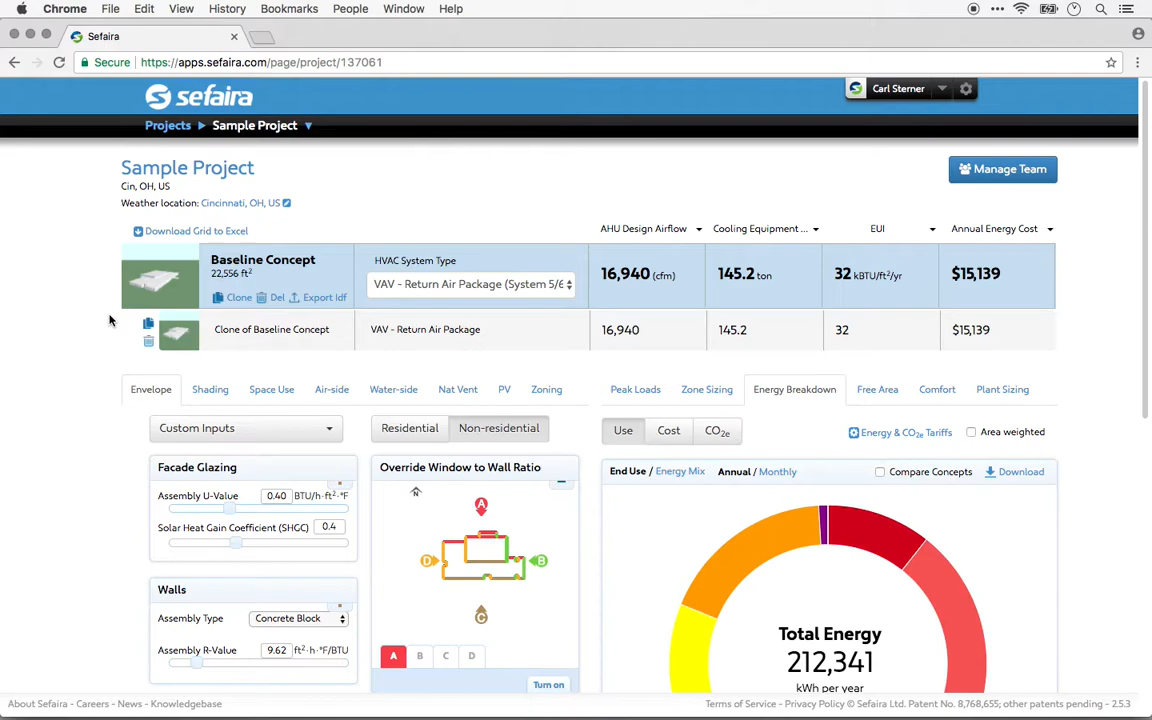 Chrome File Edit View History Bookmarks People Window Help
Sefaira
Secure https://apps.sefaira.com/page/project/137061
sefaira
Carl Sterner
Projects Sample Project
Sample Project
Manage Team
Cin, OH, US
Weather location: Cincinnati, OH, US
Download Grid to Excel
AHU Design Airflow Cooling Equipment ... EUI Annual Energy Cost
Baseline Concept
22,556 ft²
Clone Del Export Idf
HVAC System Type
VAV - Return Air Package (System 5/6
16,940 (cfm) 145.2 ton 32 kBTU/ft²/yr $15,139
Clone of Baseline Concept VAV - Return Air Package 16,940 145.2 32 $15,139
Envelope Shading Space Use Air-side Water-side Nat Vent PV Zoning
Peak Loads Zone Sizing Energy Breakdown Free Area Comfort Plant Sizing
Custom Inputs
Residential Non-residential
Use Cost CO₂e
Energy & CO₂e Tariffs
Area weighted
Facade Glazing
Assembly U-Value 0.40 BTU/h·ft²·°F
Solar Heat Gain Coefficient (SHGC) 0.4
Override Window to Wall Ratio
N
A
D
B
C
A B C D
Turn on
End Use / Energy Mix Annual / Monthly
Compare Concepts
Download
Walls
Assembly Type Concrete Block
Assembly R-Value 9.62 ft²·h·°F/BTU
Total Energy
212,341
kWh per year
About Sefaira - Careers - News - Knowledgebase
Terms of Service - Privacy Policy © Sefaira Ltd. Patent No. 8,768,655; other patents pending - 2.5.3